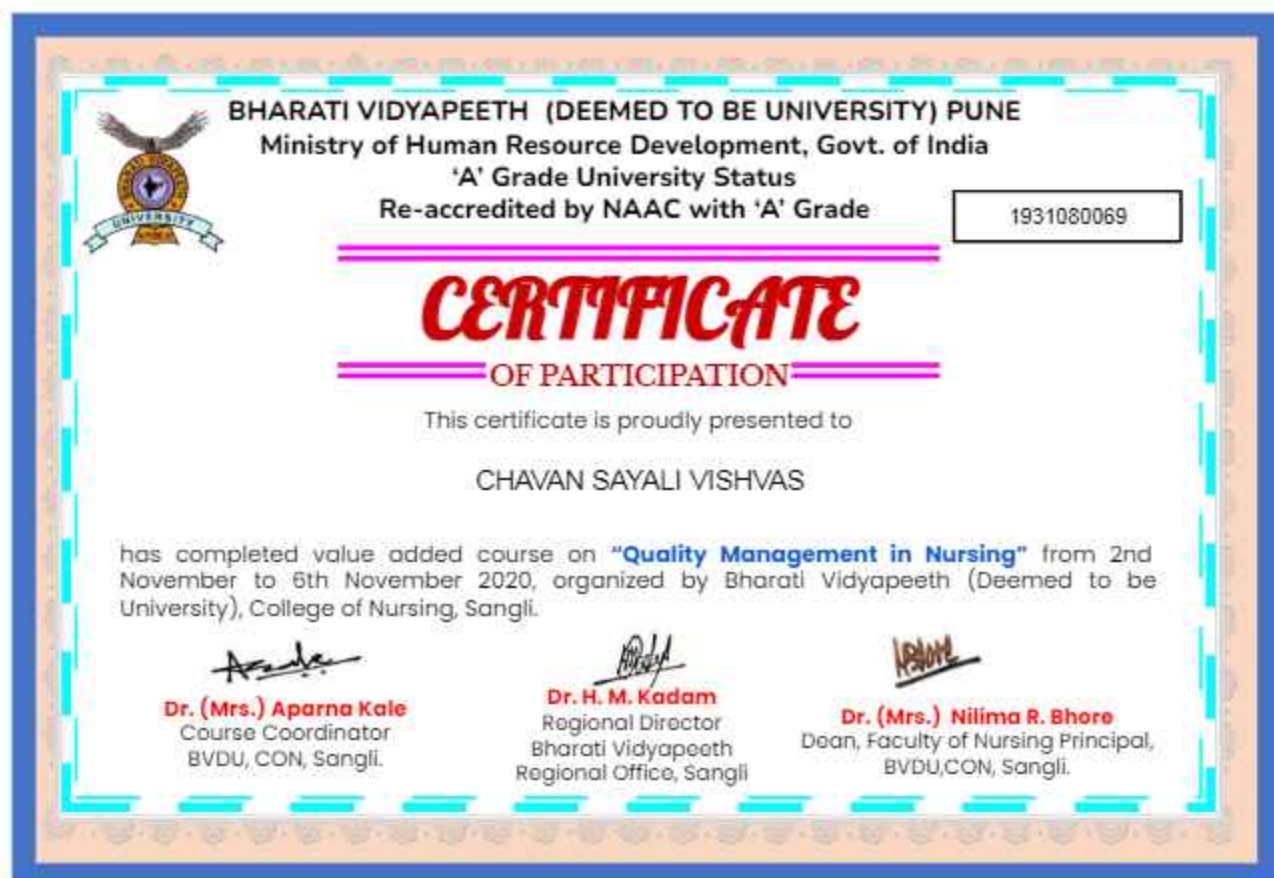 BHARATI VIDYAPEETH (DEEMED TO BE UNIVERSITY) PUNE
Ministry of Human Resource Development, Govt. of India
‘A’ Grade University Status
Re-accredited by NAAC with ‘A’ Grade
1931080069
BHARATI VIDYAPEETH
UNIVERSITY
CERTIFICATE
OF PARTICIPATION
This certificate is proudly presented to
CHAVAN SAYALI VISHVAS
has completed value added course on “Quality Management in Nursing” from 2nd
November to 6th November 2020, organized by Bharati Vidyapeeth (Deemed to be
University), College of Nursing, Sangli.
Dr. (Mrs.) Aparna Kale
Course Coordinator
BVDU, CON, Sangli.
Dr. H. M. Kadam
Regional Director
Bharati Vidyapeeth
Regional Office, Sangli
Dr. (Mrs.) Nilima R. Bhore
Dean, Faculty of Nursing Principal,
BVDU,CON, Sangli.